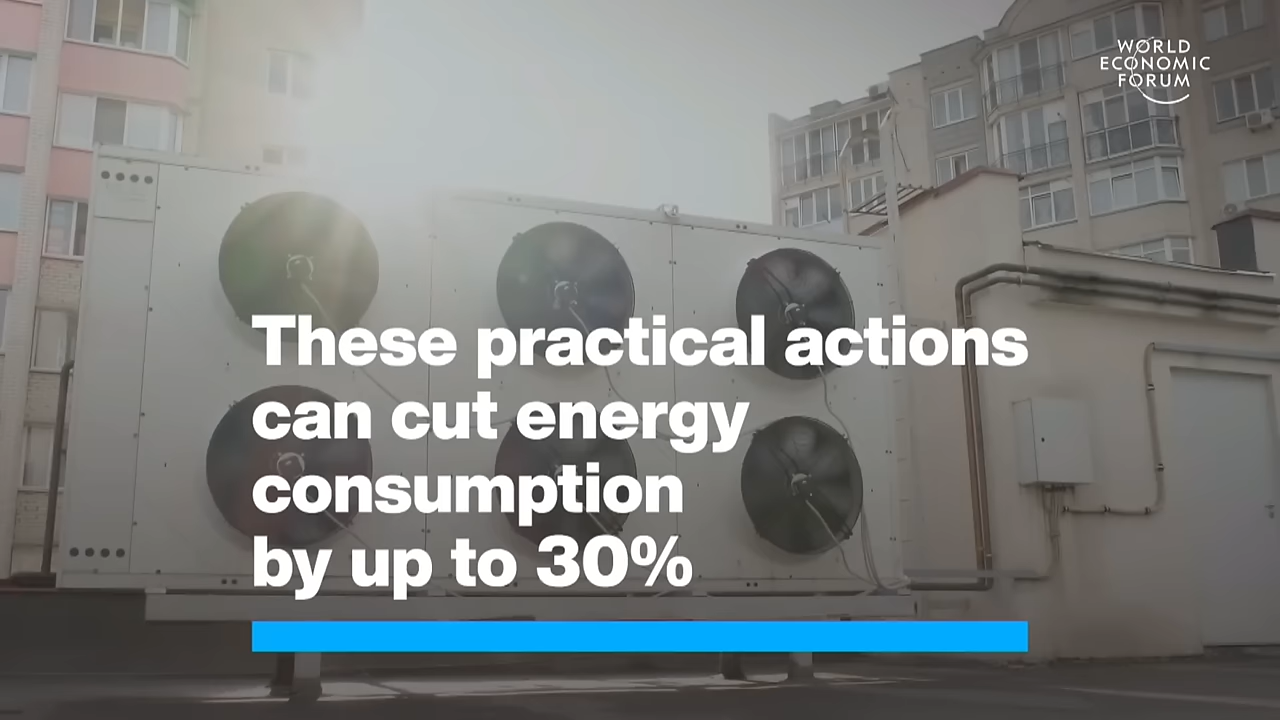 WORLD
ECONOMIC
FORUM
These practical actions
can cut energy
consumption
by up to 30%